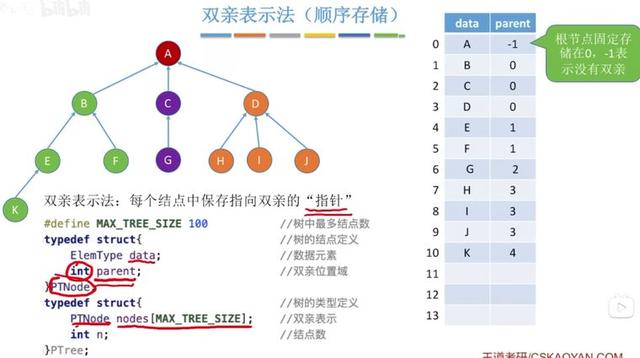 bilibili
双亲表示法（顺序存储）
data parent
0 A -1
1 B 0
2 C 0
3 D 0
4 E 1
5 F 1
6 G 2
7 H 3
8 I 3
9 J 3
10 K 4
11
12
13
根节点固定存
储在0，-1表
示没有双亲
A
B C D
E F G H I J
K
双亲表示法：每个结点中保存指向双亲的“指针”
#define MAX_TREE_SIZE 100 //树中最多结点数
typedef struct{ //树的结点定义
ElemType data; //数据元素
int parent; //双亲位置域
}PTNode;
typedef struct{ //树的类型定义
PTNode nodes[MAX_TREE_SIZE]; //双亲表示
int n; //结点数
}PTree;
王道考研/CSKAOYAN.COM